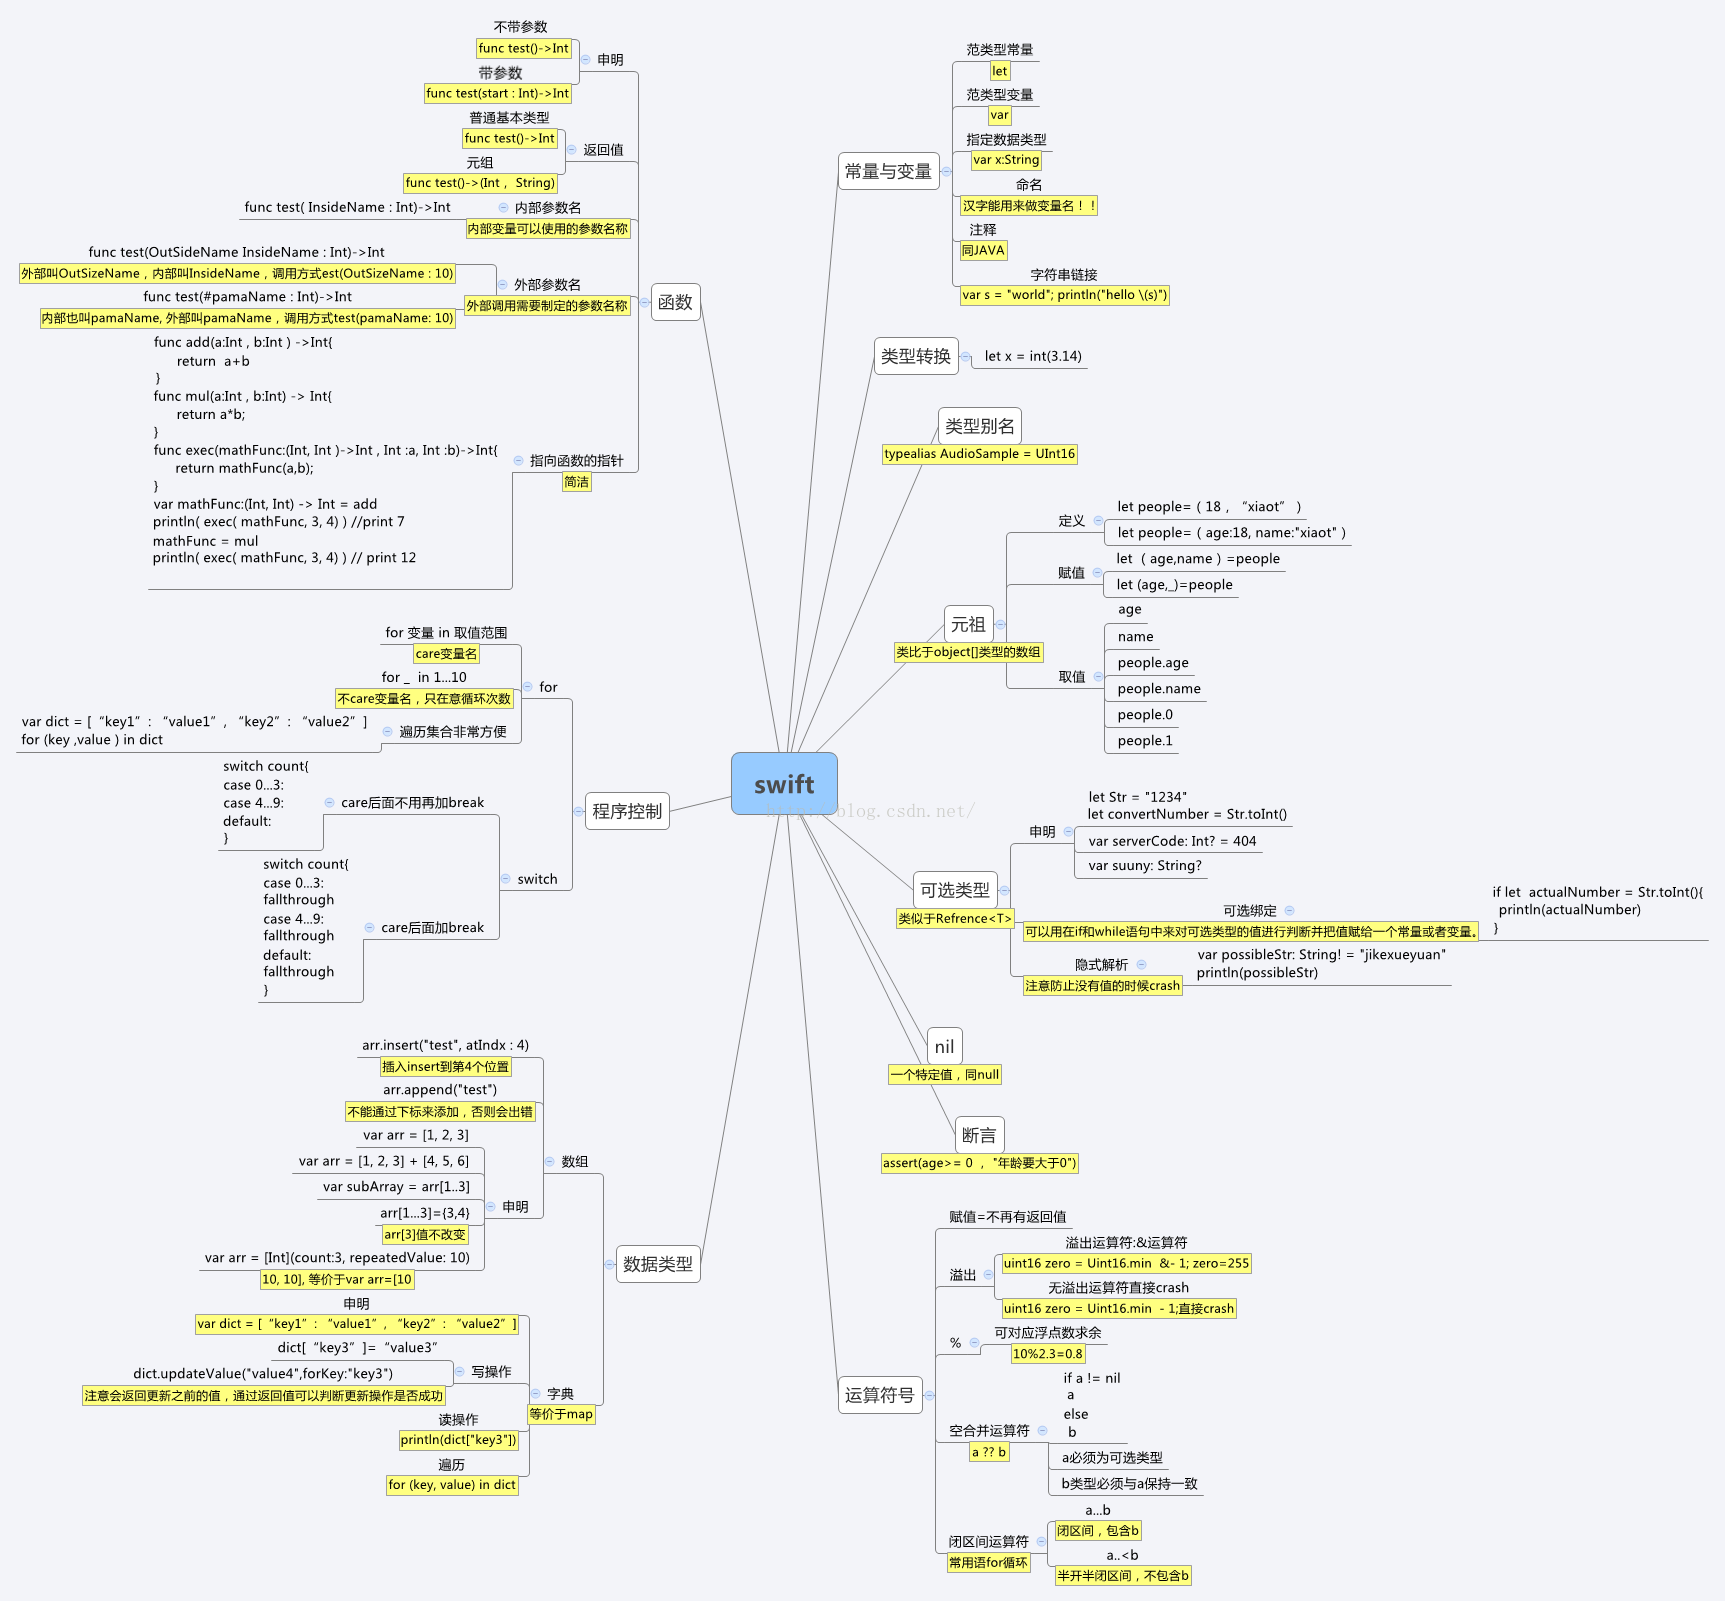 swift
http://blog.csdn.net/
函数
申明
不带参数
func test()->Int
带参数
func test(start : Int)->Int
返回值
普通基本类型
func test()->Int
元组
func test()->(Int ， String)
内部参数名
内部变量可以使用的参数名称
func test( InsideName : Int)->Int
外部参数名
外部调用需要制定的参数名称
func test(OutSideName InsideName : Int)->Int
外部叫OutSizeName，内部叫InsideName，调用方式est(OutSizeName : 10)
func test(#pamaName : Int)->Int
内部也叫pamaName, 外部叫pamaName，调用方式test(pamaName: 10)
指向函数的指针
简洁
func add(a:Int , b:Int ) ->Int{
return  a+b
}
func mul(a:Int , b:Int) -> Int{
return a*b;
}
func exec(mathFunc:(Int, Int )->Int , Int :a, Int :b)->Int{
return mathFunc(a,b);
}
var mathFunc:(Int, Int) -> Int = add
println( exec( mathFunc, 3, 4) ) //print 7
mathFunc = mul
println( exec( mathFunc, 3, 4) ) // print 12
程序控制
for
for 变量 in 取值范围
care变量名
for _  in 1...10
不care变量名，只在意循环次数
遍历集合非常方便
var dict = [“key1”: “value1”, “key2”: “value2”]
for (key ,value ) in dict
switch
care后面不用再加break
switch count{
case 0...3:
case 4...9:
default:
}
care后面加break
switch count{
case 0...3:
fallthrough
case 4...9:
fallthrough
default:
fallthrough
}
数据类型
数组
arr.insert("test", atIndx : 4)
插入insert到第4个位置
arr.append("test")
不能通过下标来添加，否则会出错
申明
var arr = [1, 2, 3]
var arr = [1, 2, 3] + [4, 5, 6]
var subArray = arr[1..3]
arr[1...3]={3,4}
arr[3]值不改变
var arr = [Int](count:3, repeatedValue: 10)
10, 10], 等价于var arr=[10
字典
等价于map
申明
var dict = [“key1”: “value1”, “key2”: “value2”]
写操作
dict[“key3”]=“value3”
dict.updateValue("value4",forKey:"key3")
注意会返回更新之前的值，通过返回值可以判断更新操作是否成功
读操作
println(dict["key3"])
遍历
for (key, value) in dict
常量与变量
范类型常量
let
范类型变量
var
指定数据类型
var x:String
命名
汉字能用来做变量名！！
注释
同JAVA
字符串链接
var s = "world"; println("hello \(s)")
类型转换
let x = int(3.14)
类型别名
typealias AudioSample = UInt16
元祖
类比于object[]类型的数组
定义
let people= ( 18 ，“xiaot” )
let people= ( age:18, name:"xiaot" )
赋值
let  ( age,name ) =people
let (age,_)=people
取值
age
name
people.age
people.name
people.0
people.1
可选类型
类似于Refrence<T>
申明
let Str = "1234"
let convertNumber = Str.toInt()
var serverCode: Int? = 404
var suuny: String?
可选绑定
可以用在if和while语句中来对可选类型的值进行判断并把值赋给一个常量或者变量。
if let  actualNumber = Str.toInt(){
println(actualNumber)
}
隐式解析
注意防止没有值的时候crash
var possibleStr: String! = "jikexueyuan"
println(possibleStr)
nil
一个特定值，同null
断言
assert(age>= 0 ， "年龄要大于0")
运算符号
赋值=不再有返回值
溢出
溢出运算符:&运算符
uint16 zero = Uint16.min  &- 1; zero=255
无溢出运算符直接crash
uint16 zero = Uint16.min  - 1;直接crash
%
可对应浮点数求余
10%2.3=0.8
空合并运算符
a ?? b
if a != nil
a
else
b
a必须为可选类型
b类型必须与a保持一致
闭区间运算符
常用语for循环
a...b
闭区间，包含b
a..<b
半开半闭区间，不包含b